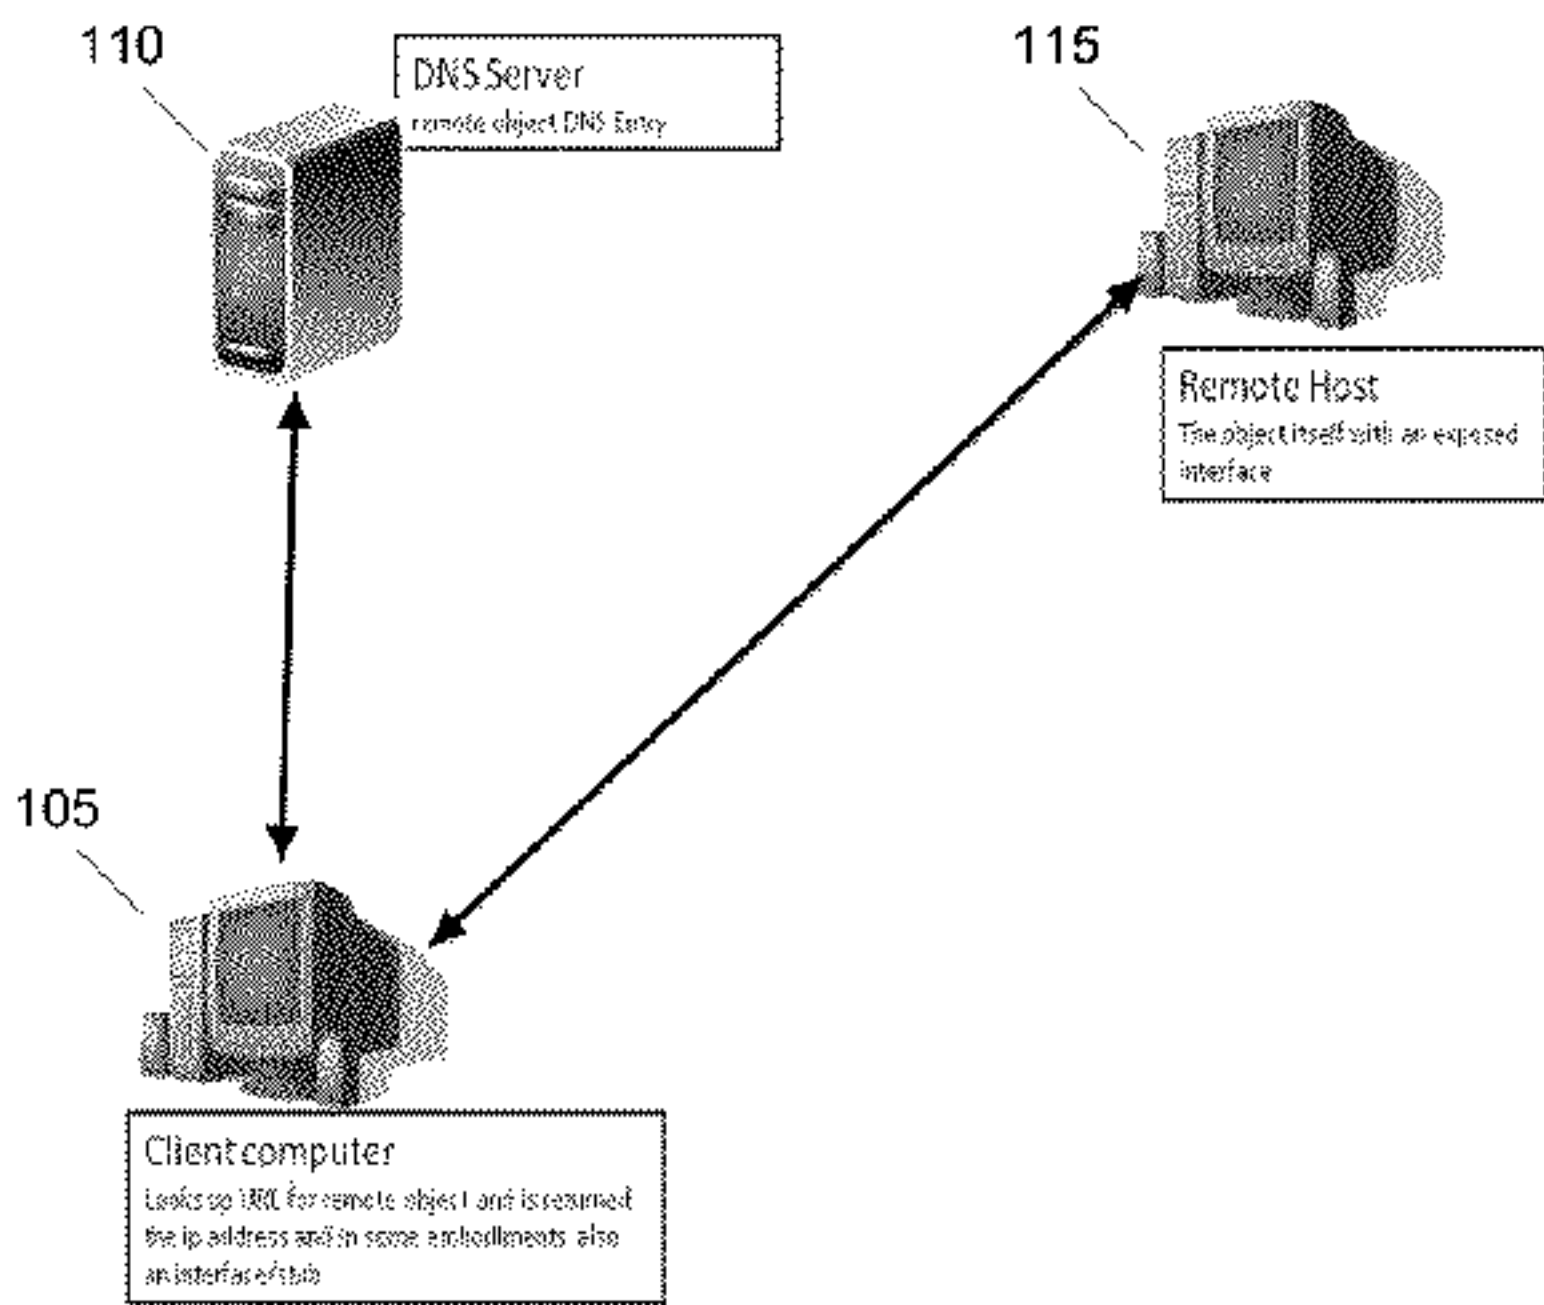 110
DNS Server
remote object DNS Entry
115
Remote Host
The object itself with an exposed
interface
105
Client computer
Looks up URL for remote object and is returned
the ip address and in some embodiments, also
an interface/stub